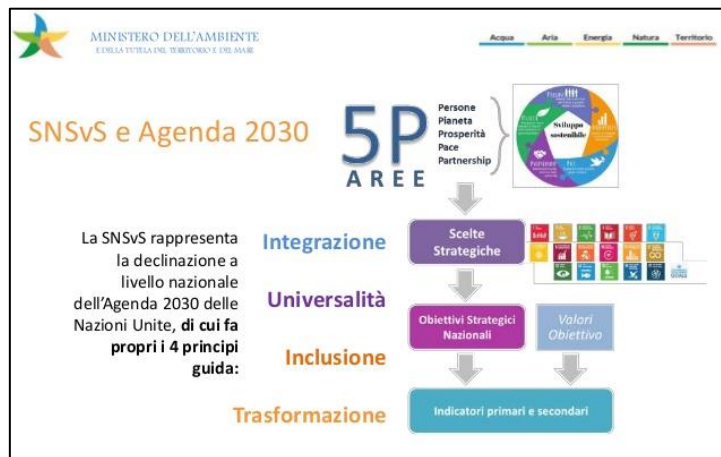 MINISTERO DELL'AMBIENTE
E DELLA TUTELA DEL TERRITORIO E DEL MARE
Acqua
Aria
Energia
Natura
Territorio
SNSvS e Agenda 2030
5P
AREE
Persone
Pianeta
Prosperità
Pace
Partnership
Sviluppo
sostenibile
La SNSvS rappresenta
la declinazione a
livello nazionale
dell'Agenda 2030 delle
Nazioni Unite, di cui fa
propri i 4 principi
guida:
Integrazione
Universalità
Inclusione
Trasformazione
Scelte
Strategiche
Obiettivi Strategici
Nazionali
Valori
Obiettivo
Indicatori primari e secondari